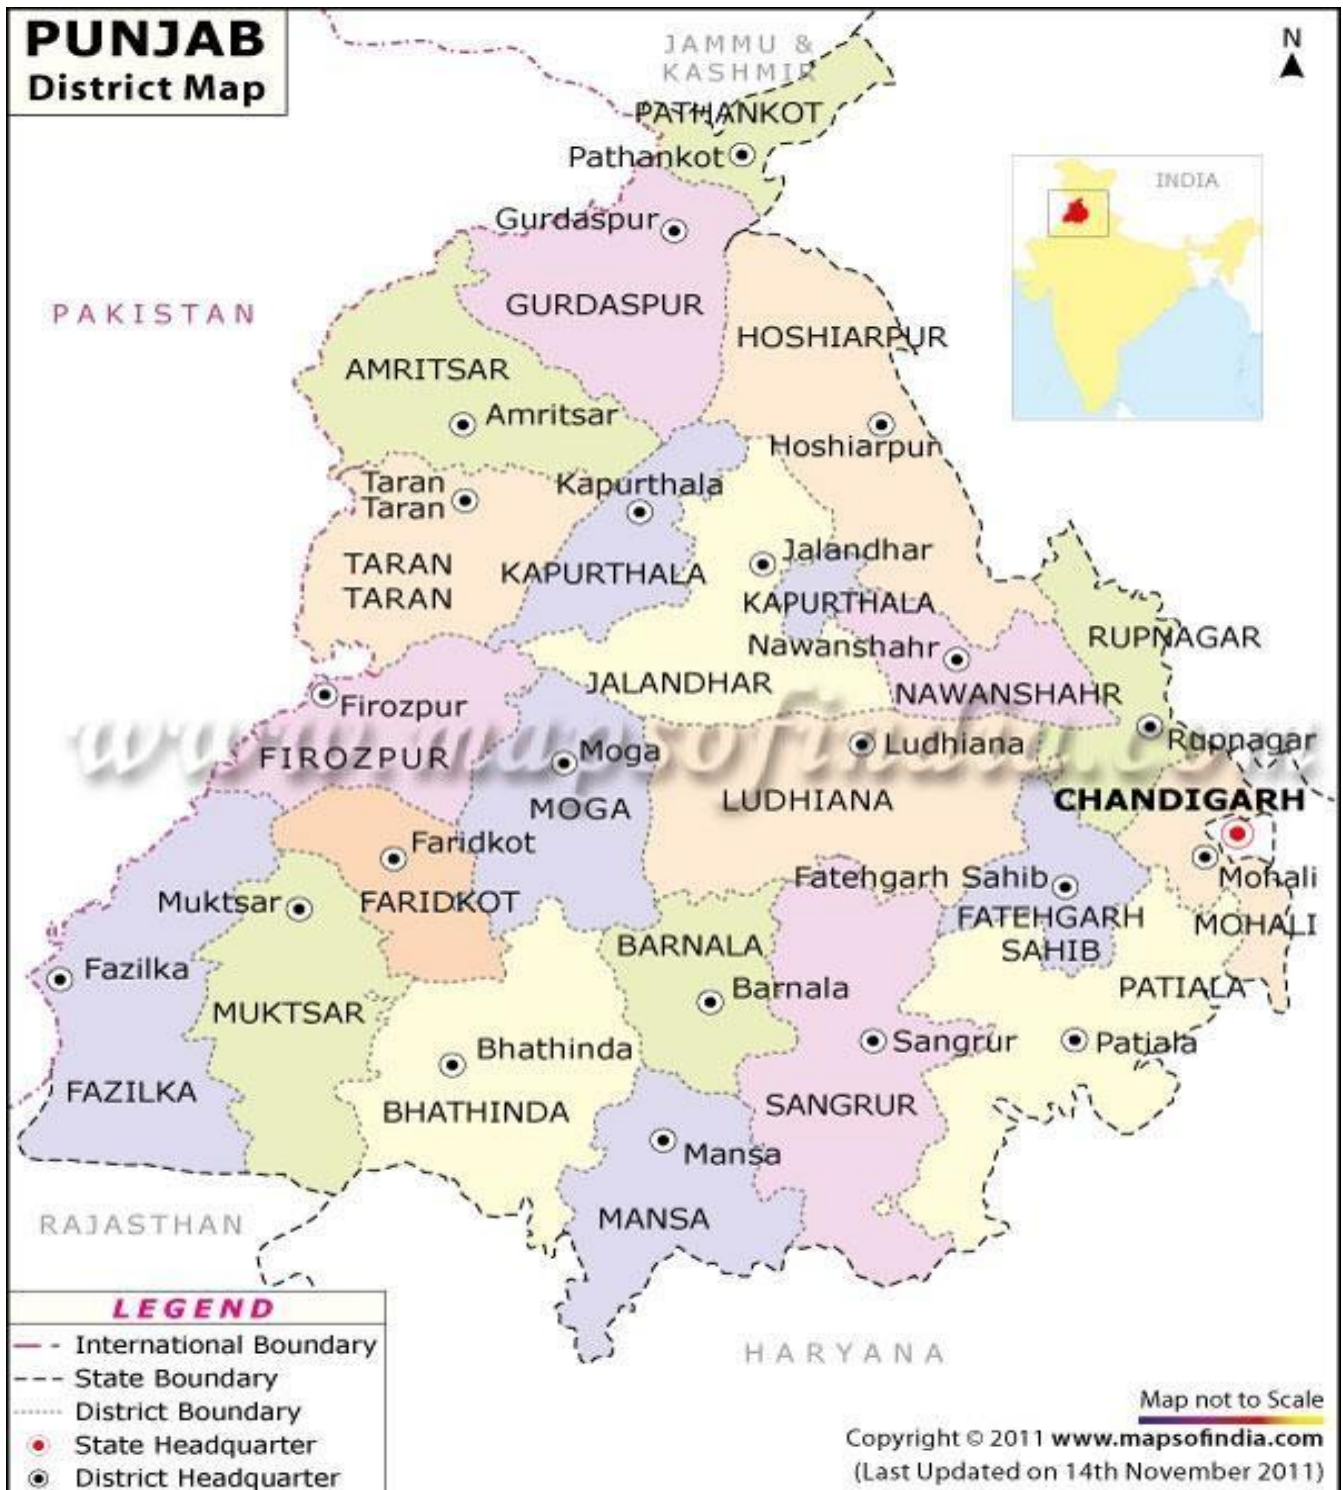 PUNJAB
District Map
JAMMU &
KASHMIR
N
PATHANKOT
Pathankot
INDIA
Gurdaspur
GURDASPUR
PAKISTAN
HOSHIARPUR
AMRITSAR
Amritsar
Hoshiarpur
Taran
Taran
Kapurthala
TARAN
TARAN
KAPURTHALA
Jalandhar
KAPURTHALA
RUPNAGAR
Nawanshahr
JALANDHAR
NAWANSHAHR
Firozpur
www.mapsofindia.com
FIROZPUR
Moga
Ludhiana
Rupnagar
MOGA
LUDHIANA
CHANDIGARH
Faridkot
Mohali
Fatehgarh Sahib
Muktsar
FARIDKOT
FATEHGARH
SAHIB
MOHALI
BARNALA
Fazilka
Barnala
PATIALA
MUKTSAR
Bhathinda
Sangrur
Patiala
FAZILKA
BHATHINDA
SANGRUR
Mansa
MANSA
RAJASTHAN
LEGEND
International Boundary
State Boundary
District Boundary
State Headquarter
District Headquarter
HARYANA
Map not to Scale
Copyright © 2011 www.mapsofindia.com
(Last Updated on 14th November 2011)